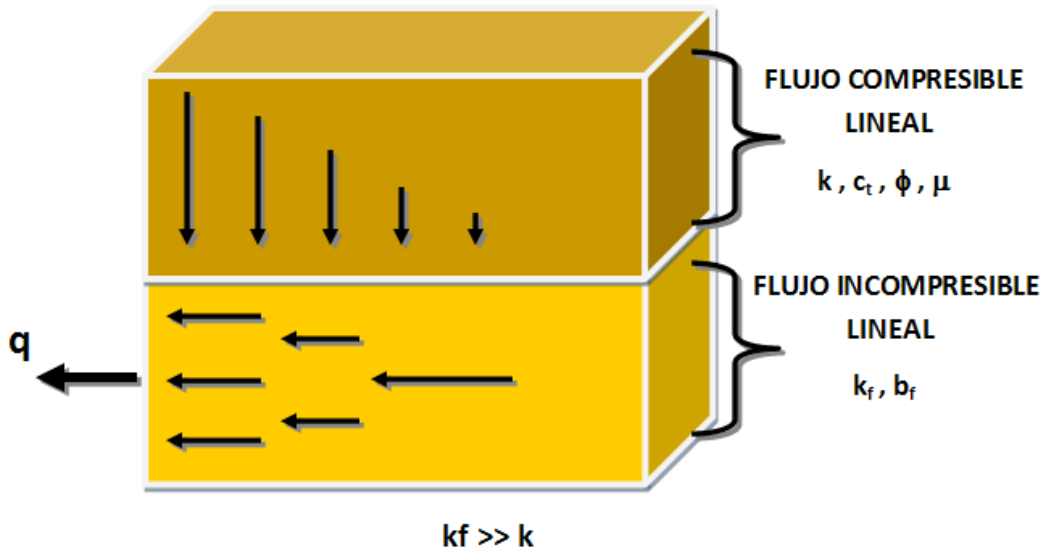 FLUJO COMPRESIBLE
LINEAL
k , cₜ , ϕ , μ
FLUJO INCOMPRESIBLE
LINEAL
k_f , b_f
q
kf >> k